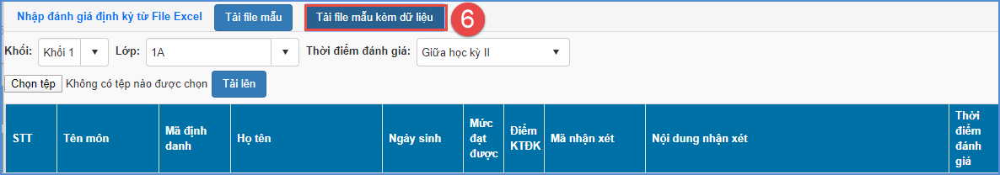 Nhập đánh giá định kỳ từ File Excel Tải file mẫu Tải file mẫu kèm dữ liệu 6
Khối: Khối 1 Lớp: 1A Thời điểm đánh giá: Giữa học kỳ II
Chọn tệp Không có tệp nào được chọn Tải lên
STT Tên môn Mã định danh Họ tên Ngày sinh Mức đạt được Điểm KTĐK Mã nhận xét Nội dung nhận xét Thời điểm đánh giá